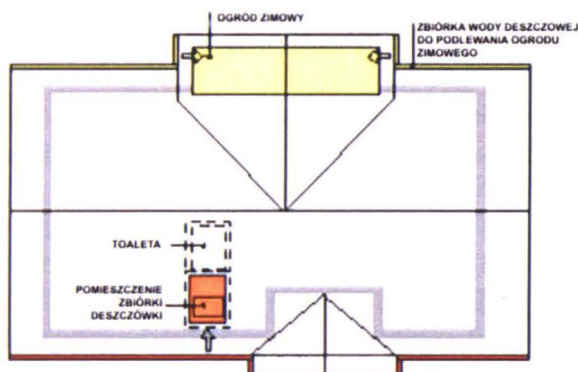 OGRÓD ZIMOWY
ZBIÓRKA WODY DESZCZOWEJ
DO PODLEWANIA OGRODU
ZIMOWEGO
TOALETA
POMIESZCZENIE
ZBIÓRKI
DESZCZÓWKI